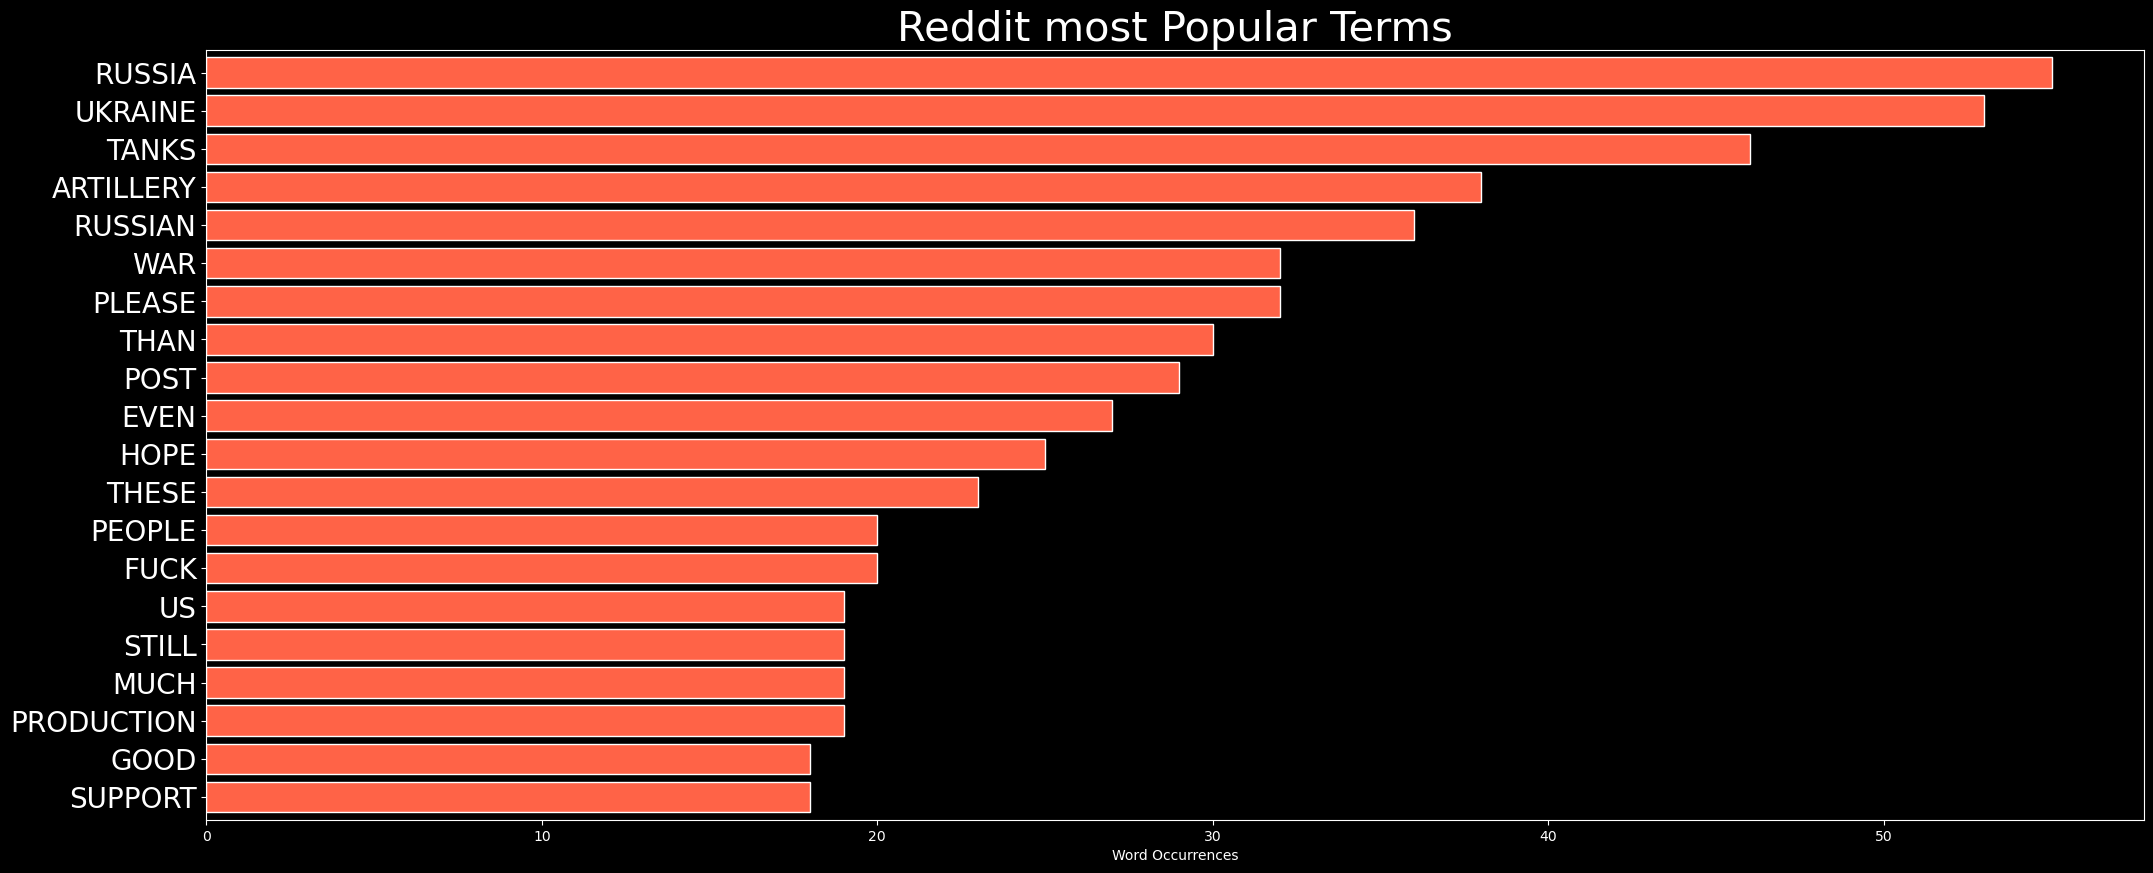 Reddit most Popular Terms
RUSSIA
UKRAINE
TANKS
ARTILLERY
RUSSIAN
WAR
PLEASE
THAN
POST
EVEN
HOPE
THESE
PEOPLE
FUCK
US
STILL
MUCH
PRODUCTION
GOOD
SUPPORT
0 10 20 30 40 50
Word Occurrences